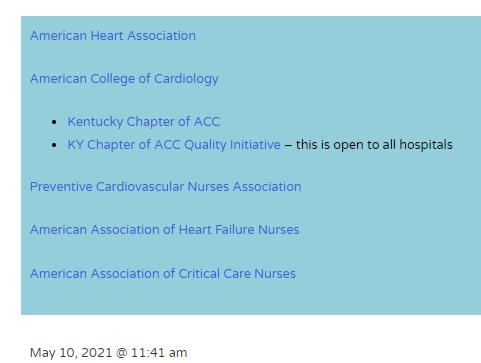 American Heart Association
American College of Cardiology
• Kentucky Chapter of ACC
• KY Chapter of ACC Quality Initiative – this is open to all hospitals
Preventive Cardiovascular Nurses Association
American Association of Heart Failure Nurses
American Association of Critical Care Nurses
May 10, 2021 @ 11:41 am